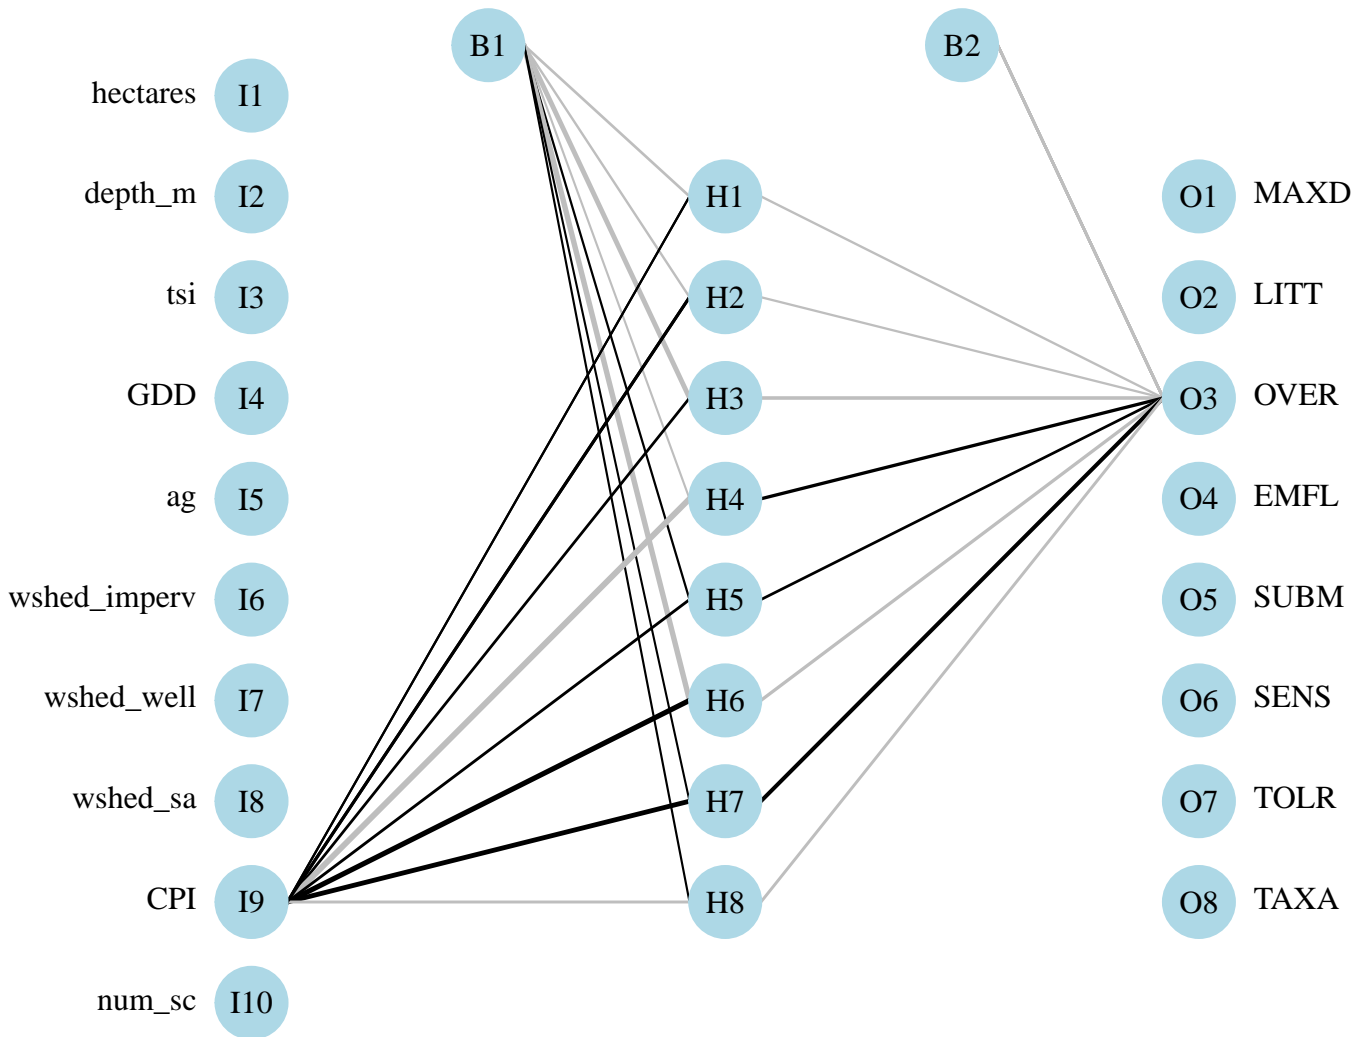 B1 B2
hectares I1
depth_m I2 H1 O1 MAXD
tsi I3 H2 O2 LITT
GDD I4 H3 O3 OVER
ag I5 H4 O4 EMFL
wshed_imperv I6 H5 O5 SUBM
wshed_well I7 H6 O6 SENS
wshed_sa I8 H7 O7 TOLR
CPI I9 H8 O8 TAXA
num_sc I10